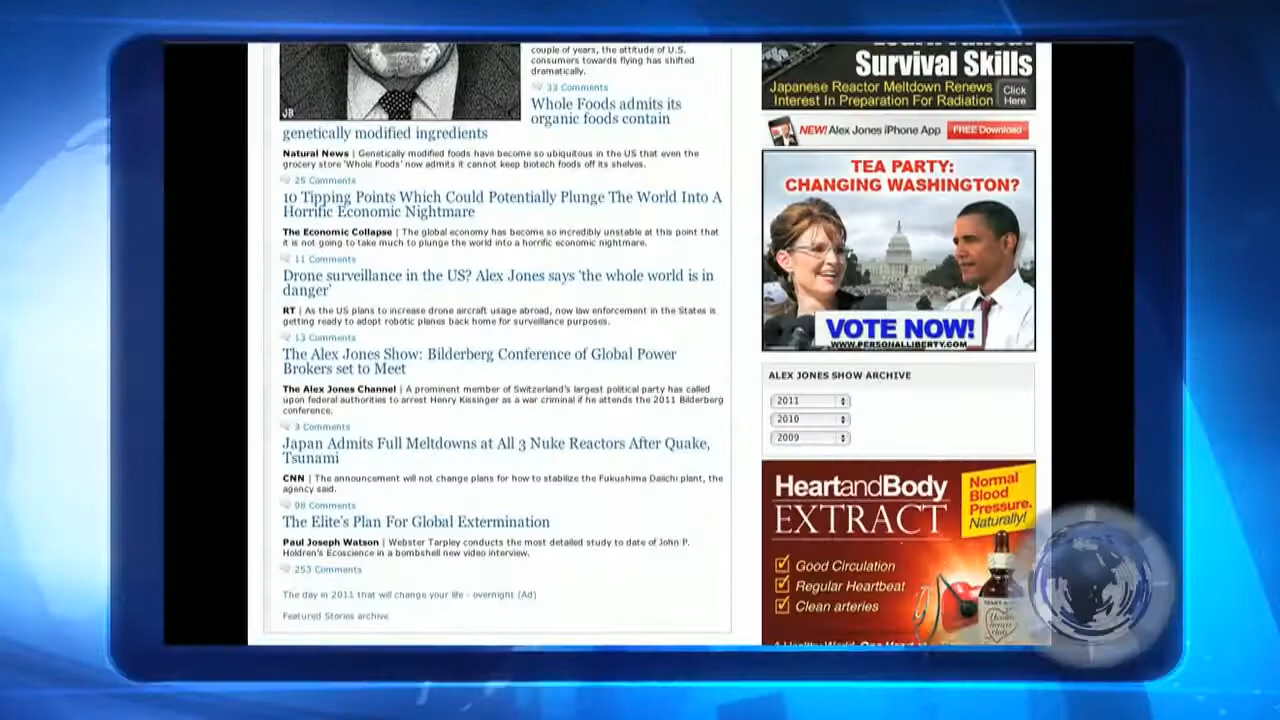 couple of years, the attitude of U.S.
consumers towards flying has shifted
dramatically.
33 Comments
JB
Whole Foods admits its
organic foods contain
genetically modified ingredients
Natural News | Genetically modified foods have become so ubiquitous in the US that even the
grocery store 'Whole Foods' now admits it cannot keep biotech foods off its shelves.
25 Comments
10 Tipping Points Which Could Potentially Plunge The World Into A
Horrific Economic Nightmare
The Economic Collapse | The global economy has become so incredibly unstable at this point that
it is not going to take much to plunge the world into a horrific economic nightmare.
11 Comments
Drone surveillance in the US? Alex Jones says 'the whole world is in
danger'
RT | As the US plans to increase drone aircraft usage abroad, now law enforcement in the States is
getting ready to adopt robotic planes back home for surveillance purposes.
13 Comments
The Alex Jones Show: Bilderberg Conference of Global Power
Brokers set to Meet
The Alex Jones Channel | A prominent member of Switzerland's largest political party has called
upon federal authorities to arrest Henry Kissinger as a war criminal if he attends the 2011 Bilderberg
conference.
3 Comments
Japan Admits Full Meltdowns at All 3 Nuke Reactors After Quake,
Tsunami
CNN | The announcement will not change plans for how to stabilize the Fukushima Daiichi plant, the
agency said.
98 Comments
The Elite's Plan For Global Extermination
Paul Joseph Watson | Webster Tarpley conducts the most detailed study to date of John P.
Holdren's Ecoscience in a bombshell new video interview.
253 Comments
The day in 2011 that will change your life - overnight (Ad)
Featured Stories archive
Survival Skills
Japanese Reactor Meltdown Renews
Interest In Preparation For Radiation
Click
Here
NEW! Alex Jones iPhone App
FREE Download
TEA PARTY:
CHANGING WASHINGTON?
VOTE NOW!
WWW.PERSONALLIBERTY.COM
ALEX JONES SHOW ARCHIVE
2011
2010
2009
HeartandBody
EXTRACT
Normal
Blood
Pressure.
Naturally!
Good Circulation
Regular Heartbeat
Clean arteries